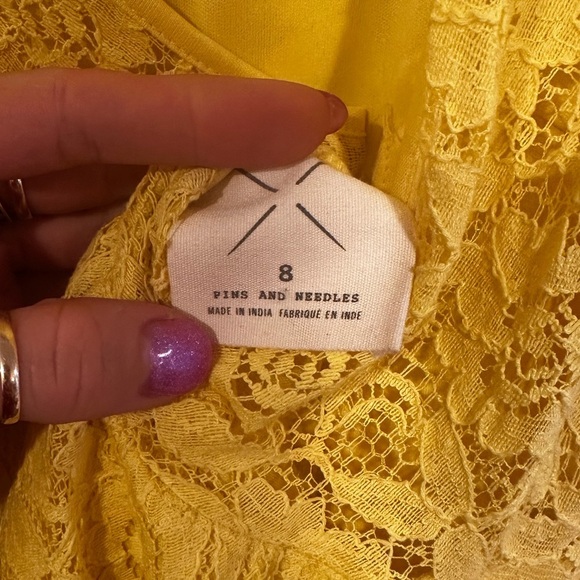 8
PINS AND NEEDLES
MADE IN INDIA FABRIQUÉ EN INDE